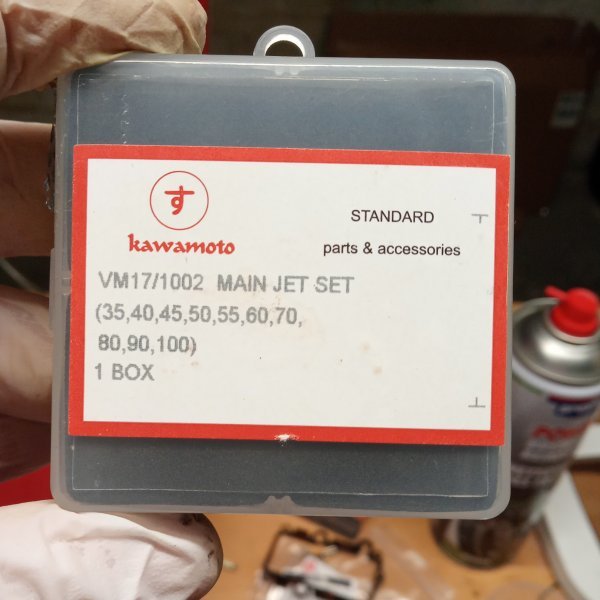 す
kawamoto
STANDARD
parts & accessories
VM17/1002 MAIN JET SET
(35,40,45,50,55,60,70,
80,90,100)
1 BOX